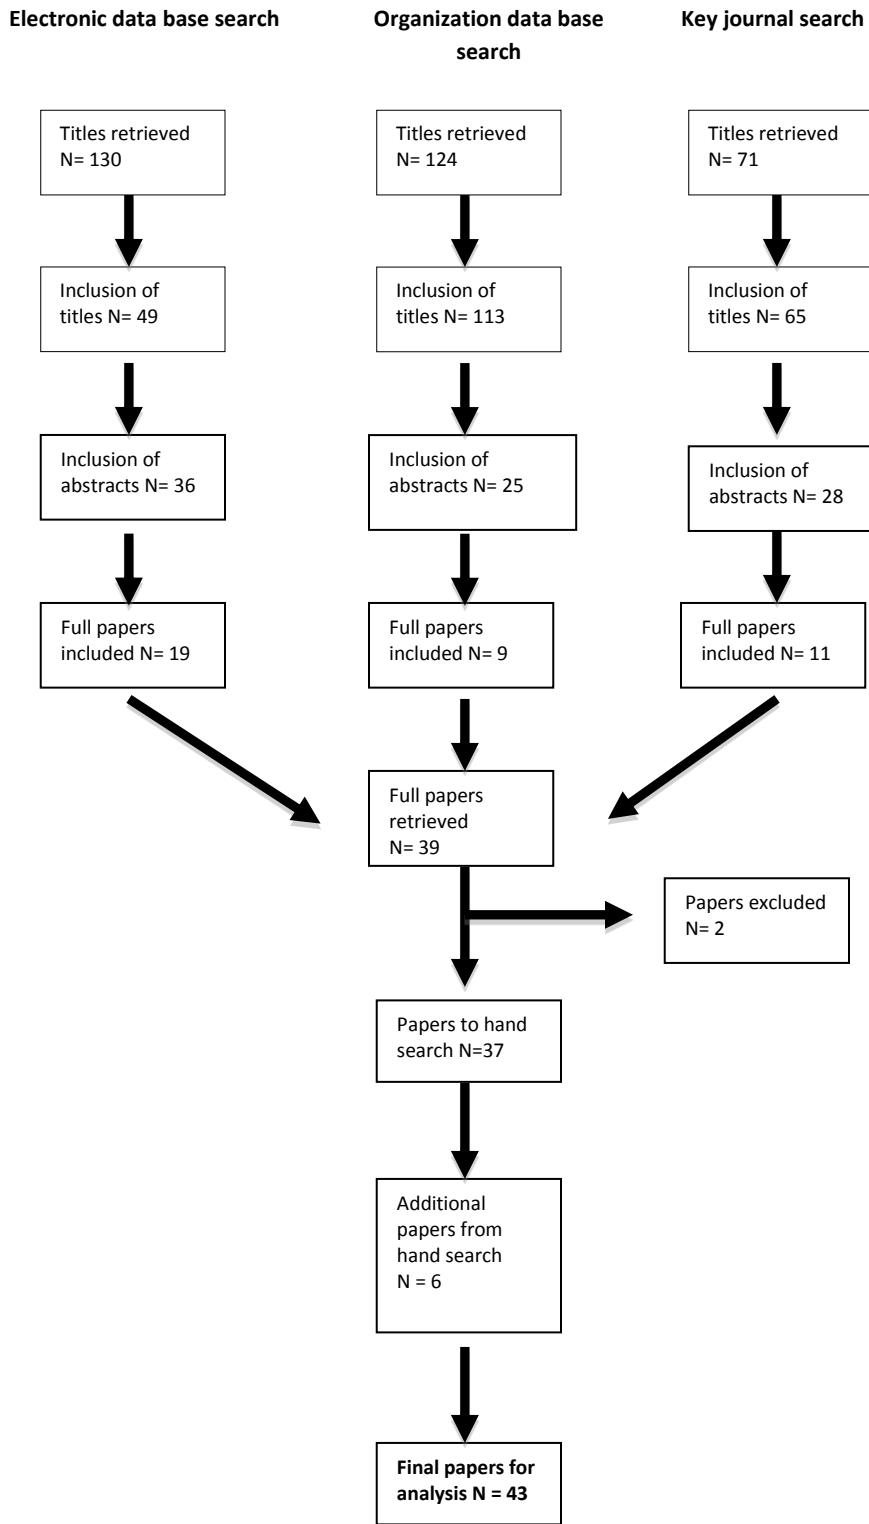 Electronic data base search
Organization data base
search
Key journal search
Titles retrieved
N= 130
Titles retrieved
N= 124
Titles retrieved
N= 71
Inclusion of
titles N= 49
Inclusion of
titles N= 113
Inclusion of
titles N= 65
Inclusion of
abstracts N= 36
Inclusion of
abstracts N= 25
Inclusion of
abstracts N= 28
Full papers
included N= 19
Full papers
included N= 9
Full papers
included N= 11
Full papers
retrieved
N= 39
Papers excluded
N= 2
Papers to hand
search N=37
Additional
papers from
hand search
N = 6
Final papers for
analysis N = 43